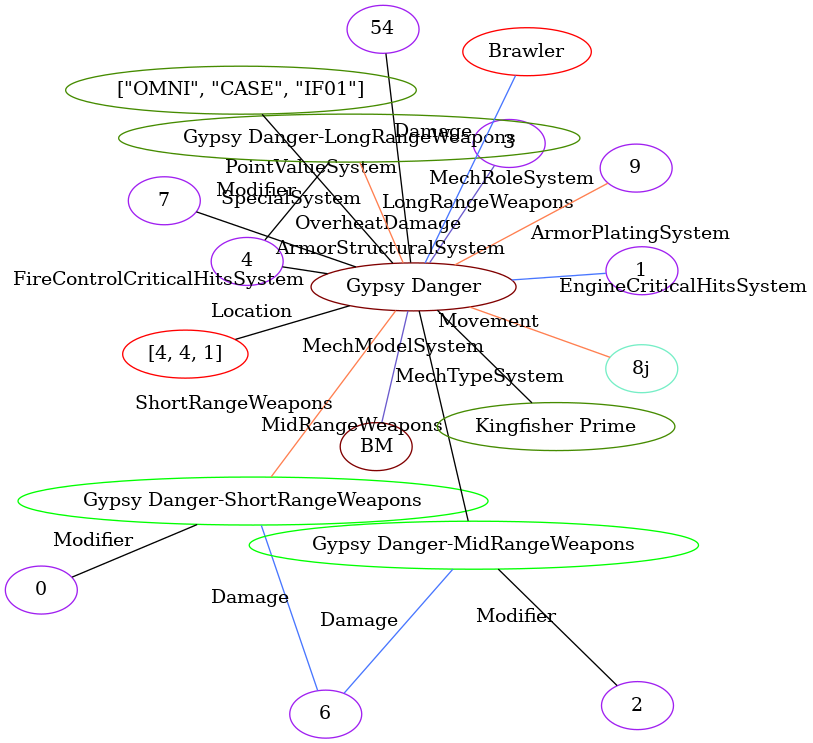 54
Brawler
["OMNI", "CASE", "IF01"]
Damage
Gypsy Danger-LongRangeWeapons
3
PointValueSystem
9
MechRoleSystem
Modifier
SpecialSystem
7
LongRangeWeapons
OverheatDamage
ArmorPlatingSystem
ArmorStructuralSystem
4
1
FireControlCriticalHitsSystem
Gypsy Danger
EngineCriticalHitsSystem
Location
Movement
MechModelSystem
[4, 4, 1]
8j
MechTypeSystem
ShortRangeWeapons
MidRangeWeapons
Kingfisher Prime
BM
Gypsy Danger-ShortRangeWeapons
Modifier
Gypsy Danger-MidRangeWeapons
0
Damage
Damage
Modifier
6
2